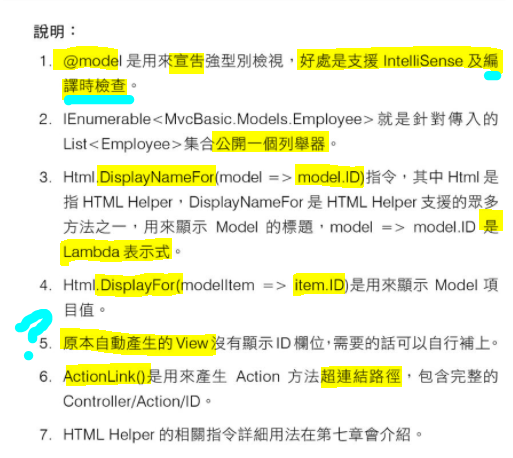 說明：
1. @model 是用來宣告強型別檢視，好處是支援 IntelliSense 及編
譯時檢查。
2. IEnumerable<MvcBasic.Models.Employee>就是針對傳入的
List<Employee>集合公開一個列舉器。
3. Html.DisplayNameFor(model => model.ID)指令，其中 Html 是
指 HTML Helper，DisplayNameFor 是 HTML Helper 支援的眾多
方法之一，用來顯示 Model 的標題，model => model.ID 是
Lambda 表示式。
4. Html.DisplayFor(modelItem => item.ID)是用來顯示 Model 項
目值。
?
5. 原本自動產生的 View 沒有顯示 ID 欄位，需要的話可以自行補上。
6. ActionLink()是用來產生 Action 方法超連結路徑，包含完整的
Controller/Action/ID。
7. HTML Helper 的相關指令詳細用法在第七章會介紹。